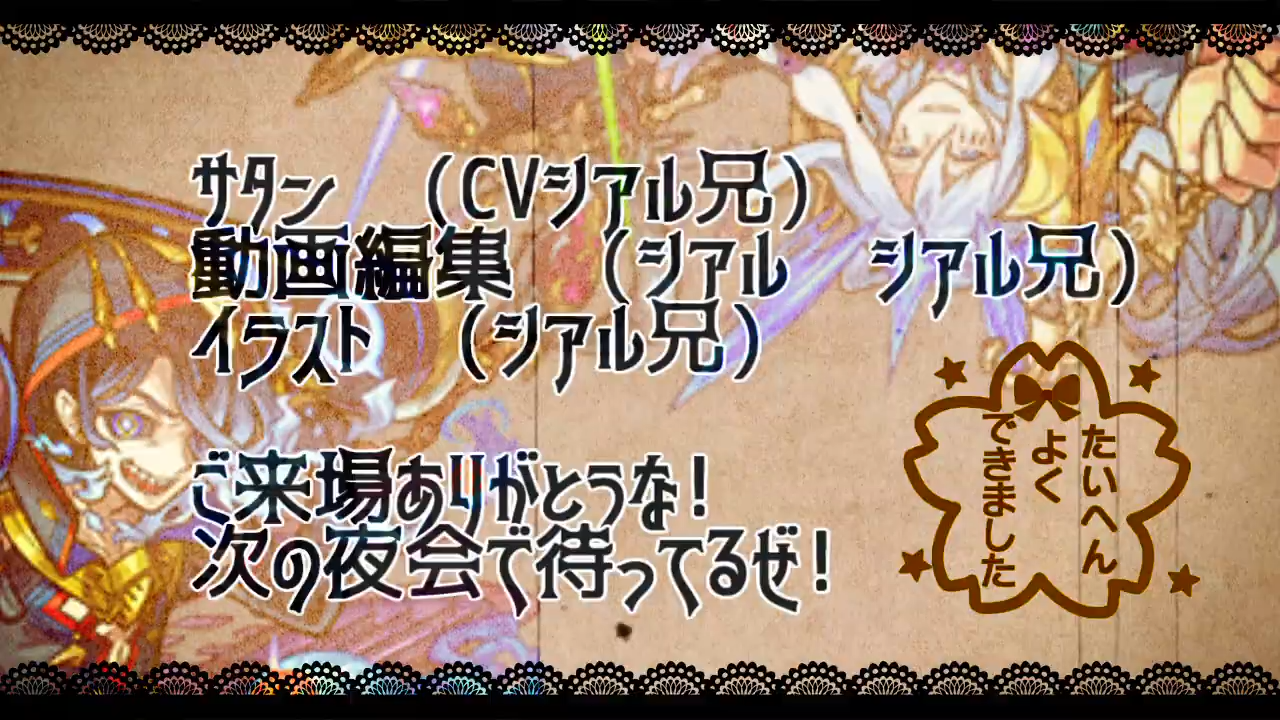 サタン　(CVシアル兄)
動画編集　(シアル　シアル兄)
イラスト　(シアル兄)
ご来場ありがとうな!
次の夜会で待ってるぜ!
たいへん
よく
できました